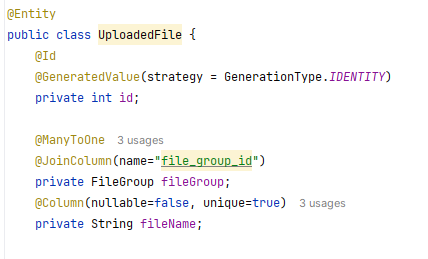 @Entity
public class UploadedFile {
@Id
@GeneratedValue(strategy = GenerationType.IDENTITY)
private int id;
@ManyToOne 3 usages
@JoinColumn(name="file_group_id")
private FileGroup fileGroup;
@Column(nullable=false, unique=true) 3 usages
private String fileName;